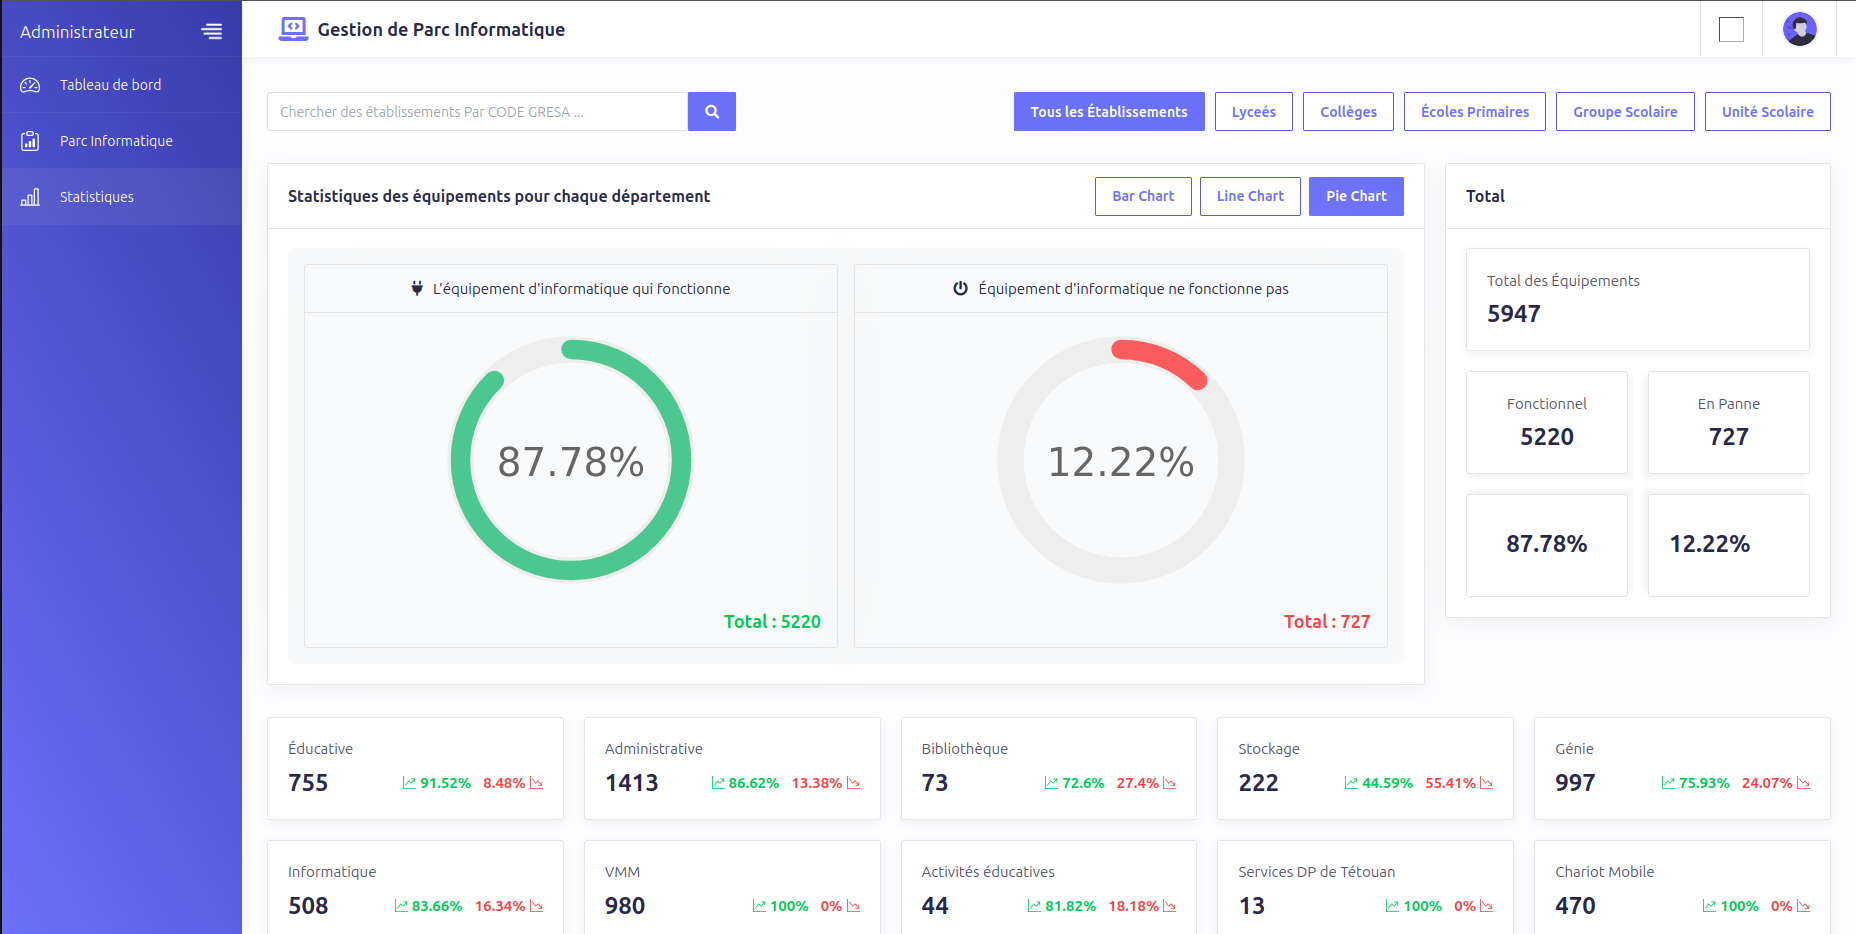 Administrateur
Tableau de bord
Parc Informatique
Statistiques
Gestion de Parc Informatique
Chercher des établissements Par CODE GRESA ...
Tous les Établissements
Lyceés
Collèges
Écoles Primaires
Groupe Scolaire
Unité Scolaire
Statistiques des équipements pour chaque département
Bar Chart
Line Chart
Pie Chart
L'équipement d'informatique qui fonctionne
87.78%
Total : 5220
Équipement d'informatique ne fonctionne pas
12.22%
Total : 727
Total
Total des Équipements
5947
Fonctionnel
5220
En Panne
727
87.78%
12.22%
Éducative
755 91.52% 8.48%
Administrative
1413 86.62% 13.38%
Bibliothèque
73 72.6% 27.4%
Stockage
222 44.59% 55.41%
Génie
997 75.93% 24.07%
Informatique
508 83.66% 16.34%
VMM
980 100% 0%
Activités éducatives
44 81.82% 18.18%
Services DP de Tétouan
13 100% 0%
Chariot Mobile
470 100% 0%